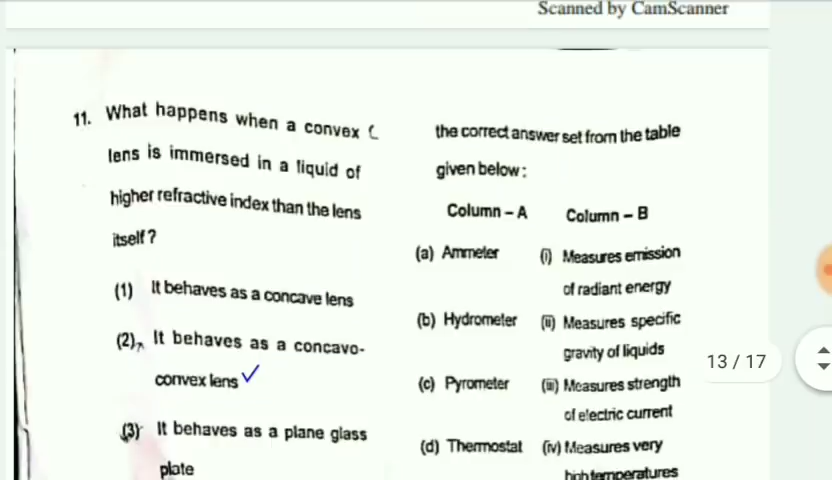 Scanned by CamScanner
11. What happens when a convex
lens is immersed in a liquid of
higher refractive index than the lens
itself?
(1) It behaves as a concave lens
(2) It behaves as a concavo-
convex lens
(3) It behaves as a plane glass
plate
the correct answer set from the table
given below:
Column – A Column – B
(a) Ammeter (i) Measures emission
of radiant energy
(b) Hydrometer (ii) Measures specific
gravity of liquids
(c) Pyrometer (iii) Measures strength
of electric current
(d) Thermostat (iv) Measures very
high temperatures
13 / 17